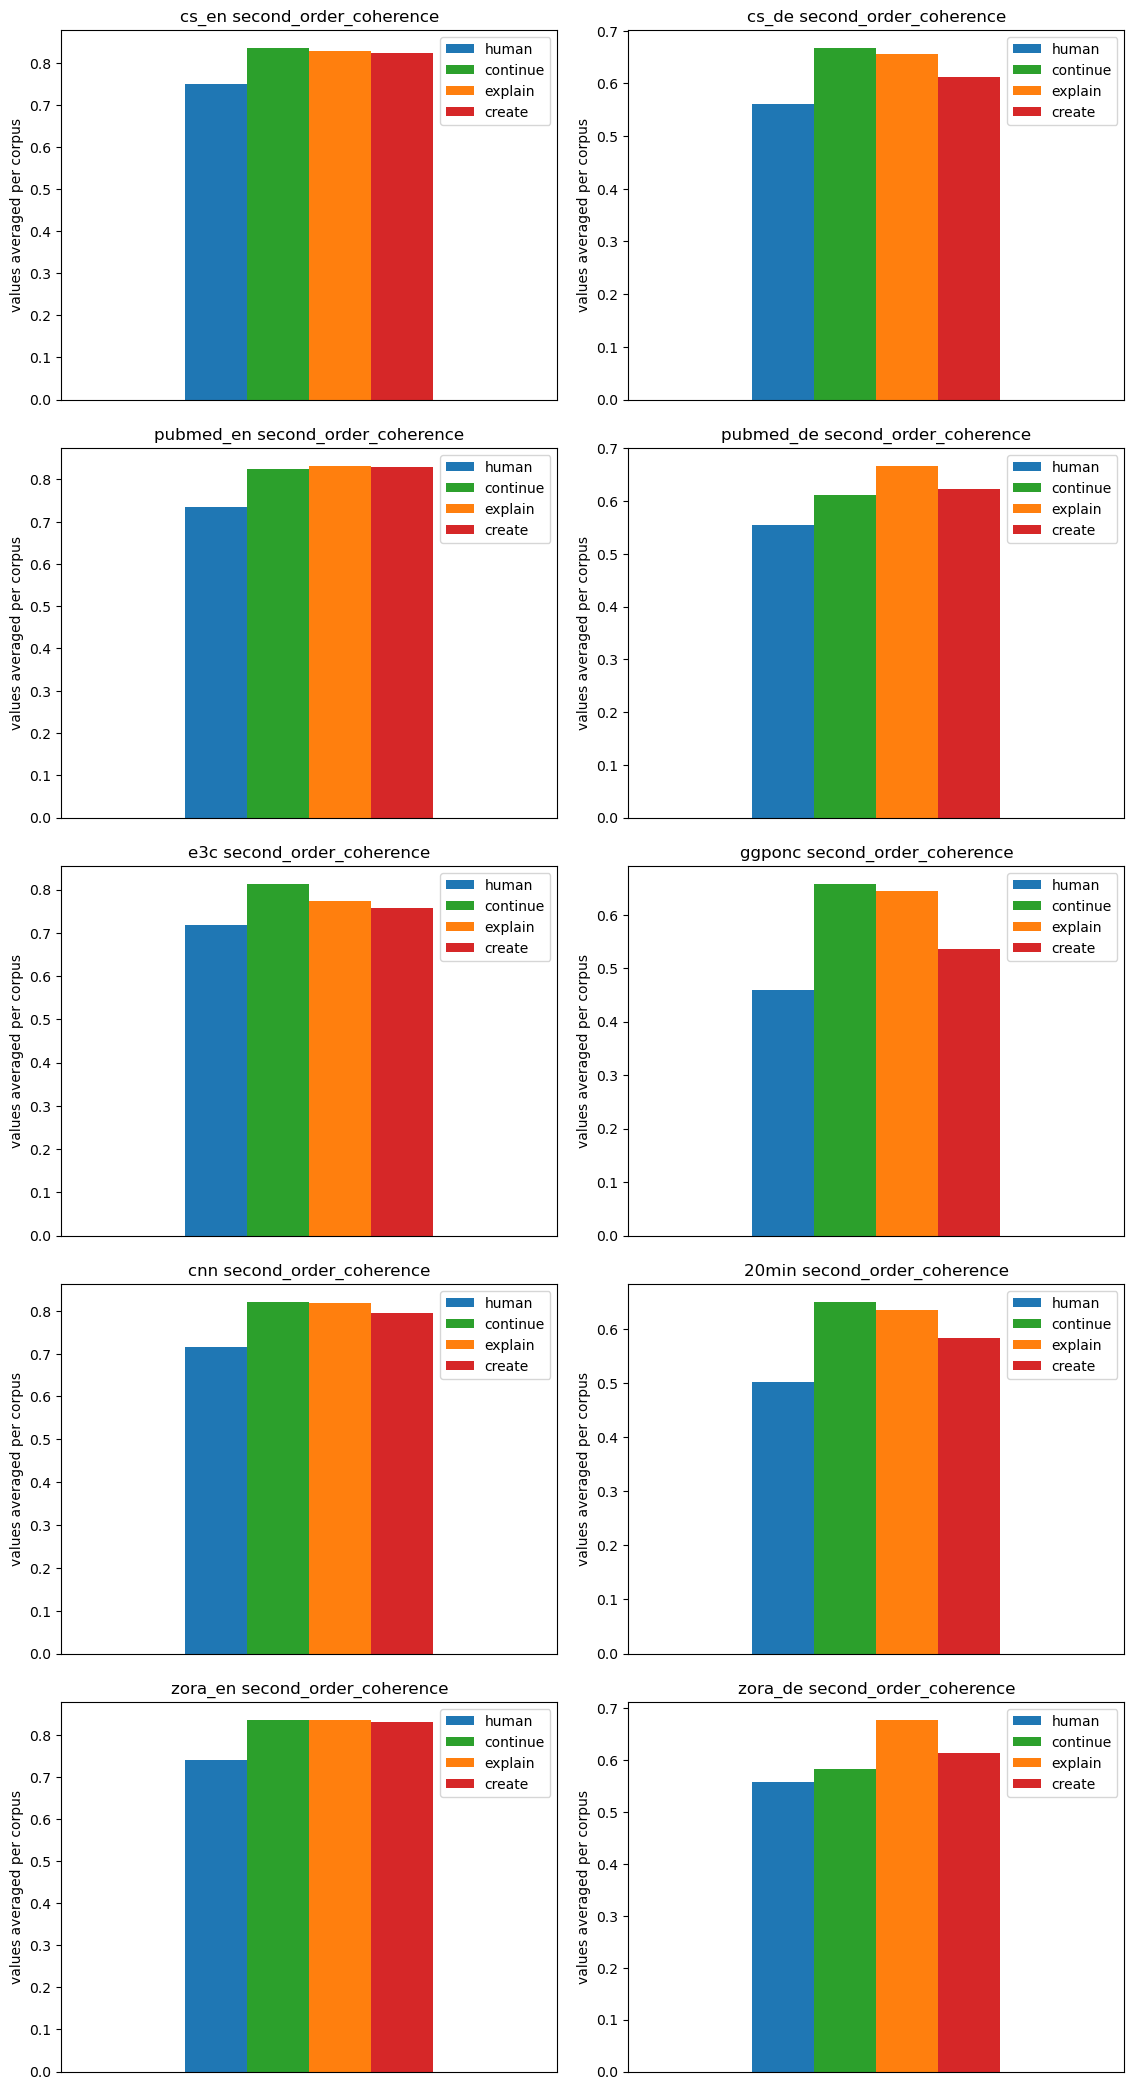 cs_en second_order_coherence
values averaged per corpus
0.8
0.7
0.6
0.5
0.4
0.3
0.2
0.1
0.0
human
continue
explain
create
cs_de second_order_coherence
values averaged per corpus
0.7
0.6
0.5
0.4
0.3
0.2
0.1
0.0
human
continue
explain
create
pubmed_en second_order_coherence
values averaged per corpus
0.8
0.7
0.6
0.5
0.4
0.3
0.2
0.1
0.0
human
continue
explain
create
pubmed_de second_order_coherence
values averaged per corpus
0.7
0.6
0.5
0.4
0.3
0.2
0.1
0.0
human
continue
explain
create
e3c second_order_coherence
values averaged per corpus
0.8
0.7
0.6
0.5
0.4
0.3
0.2
0.1
0.0
human
continue
explain
create
ggponc second_order_coherence
values averaged per corpus
0.6
0.5
0.4
0.3
0.2
0.1
0.0
human
continue
explain
create
cnn second_order_coherence
values averaged per corpus
0.8
0.7
0.6
0.5
0.4
0.3
0.2
0.1
0.0
human
continue
explain
create
20min second_order_coherence
values averaged per corpus
0.6
0.5
0.4
0.3
0.2
0.1
0.0
human
continue
explain
create
zora_en second_order_coherence
values averaged per corpus
0.8
0.7
0.6
0.5
0.4
0.3
0.2
0.1
0.0
human
continue
explain
create
zora_de second_order_coherence
values averaged per corpus
0.7
0.6
0.5
0.4
0.3
0.2
0.1
0.0
human
continue
explain
create